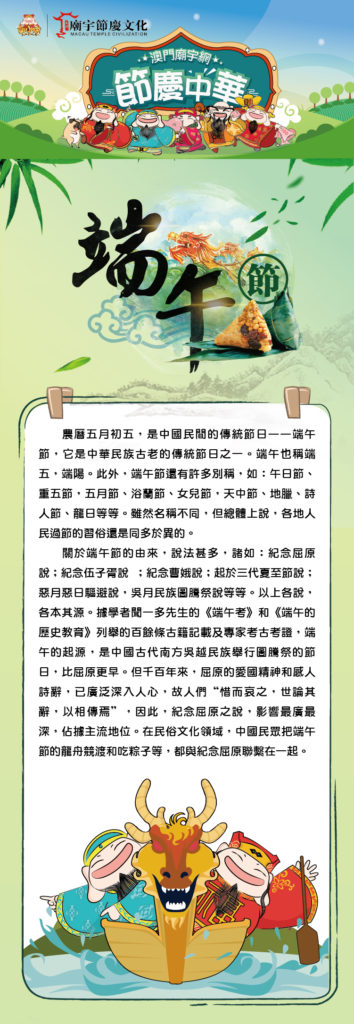 廟宇節慶文化
MACAU TEMPLE CIVILIZATION
澳門廟宇網
節慶中華
端午節
農曆五月初五，是中國民間的傳統節日——端午
節，它是中華民族古老的傳統節日之一。端午也稱端
五，端陽。此外，端午節還有許多別稱，如：午日節、
重五節，五月節、浴蘭節、女兒節，天中節、地臘、詩
人節、龍日等等。雖然名稱不同，但總體上說，各地人
民過節的習俗還是同多於異的。
關於端午節的由來，說法甚多，諸如：紀念屈原
說；紀念伍子胥說 ；紀念曹娥說；起於三代夏至節說；
惡月惡日驅避說，吳月民族圖騰祭說等等。以上各說，
各本其源。據學者聞一多先生的《端午考》和《端午的
歷史教育》列舉的百餘條古籍記載及專家考古考證，端
午的起源，是中國古代南方吳越民族舉行圖騰祭的節
日，比屈原更早。但千百年來，屈原的愛國精神和感人
詩辭，已廣泛深入人心，故人們“惜而哀之，世論其
辭，以相傳焉”，因此，紀念屈原之說，影響最廣最
深，佔據主流地位。在民俗文化領域，中國民眾把端午
節的龍舟競渡和吃粽子等，都與紀念屈原聯繫在一起。